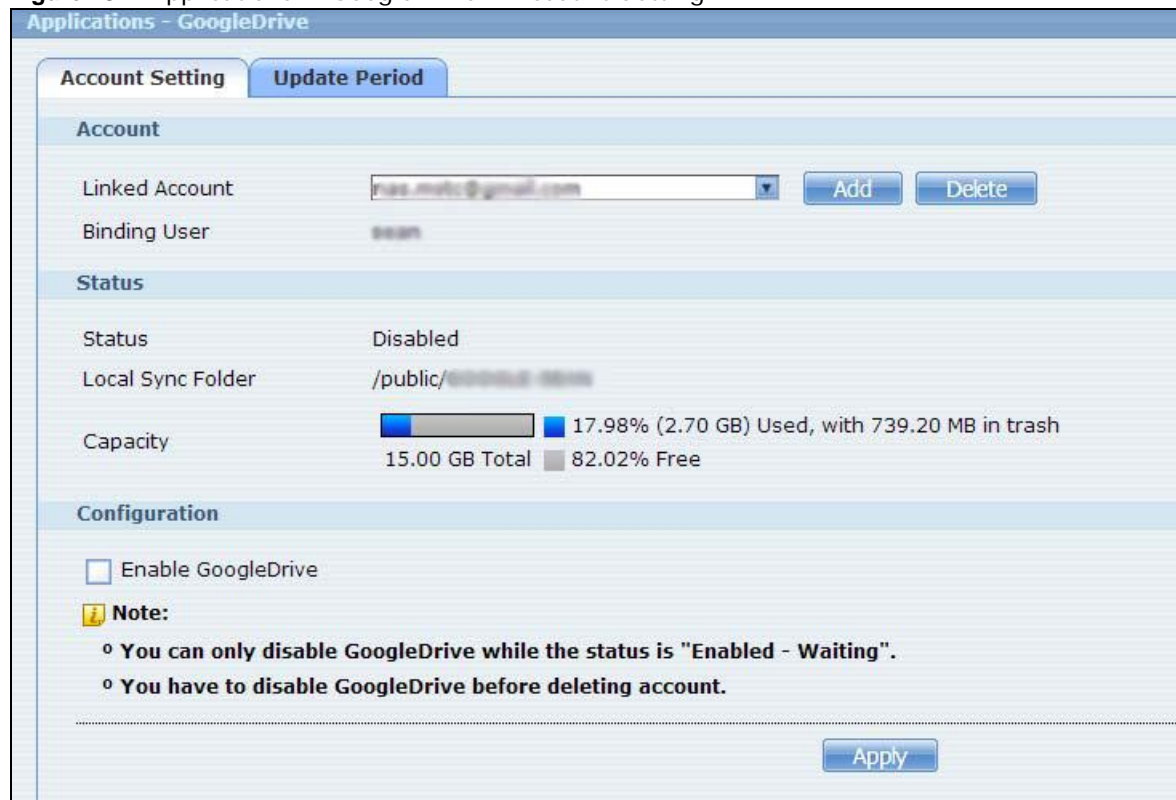 Applications - GoogleDrive
Account Setting Update Period
Account
Linked Account Add Delete
Binding User
Status
Status Disabled
Local Sync Folder /public/
Capacity 17.98% (2.70 GB) Used, with 739.20 MB in trash
15.00 GB Total 82.02% Free
Configuration
Enable GoogleDrive
Note:
o You can only disable GoogleDrive while the status is "Enabled - Waiting".
o You have to disable GoogleDrive before deleting account.
Apply